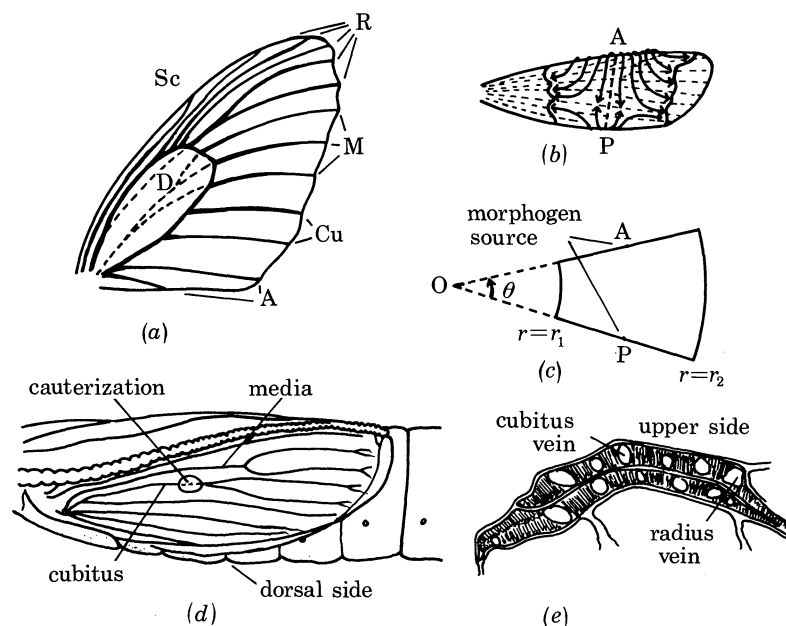 R
Sc
D
M
Cu
A
(a)
A
P
(b)
morphogen
source
A
O
θ
r=r₁
P
r=r₂
(c)
cauterization
media
cubitus
dorsal side
(d)
cubitus
vein
upper side
radius
vein
(e)